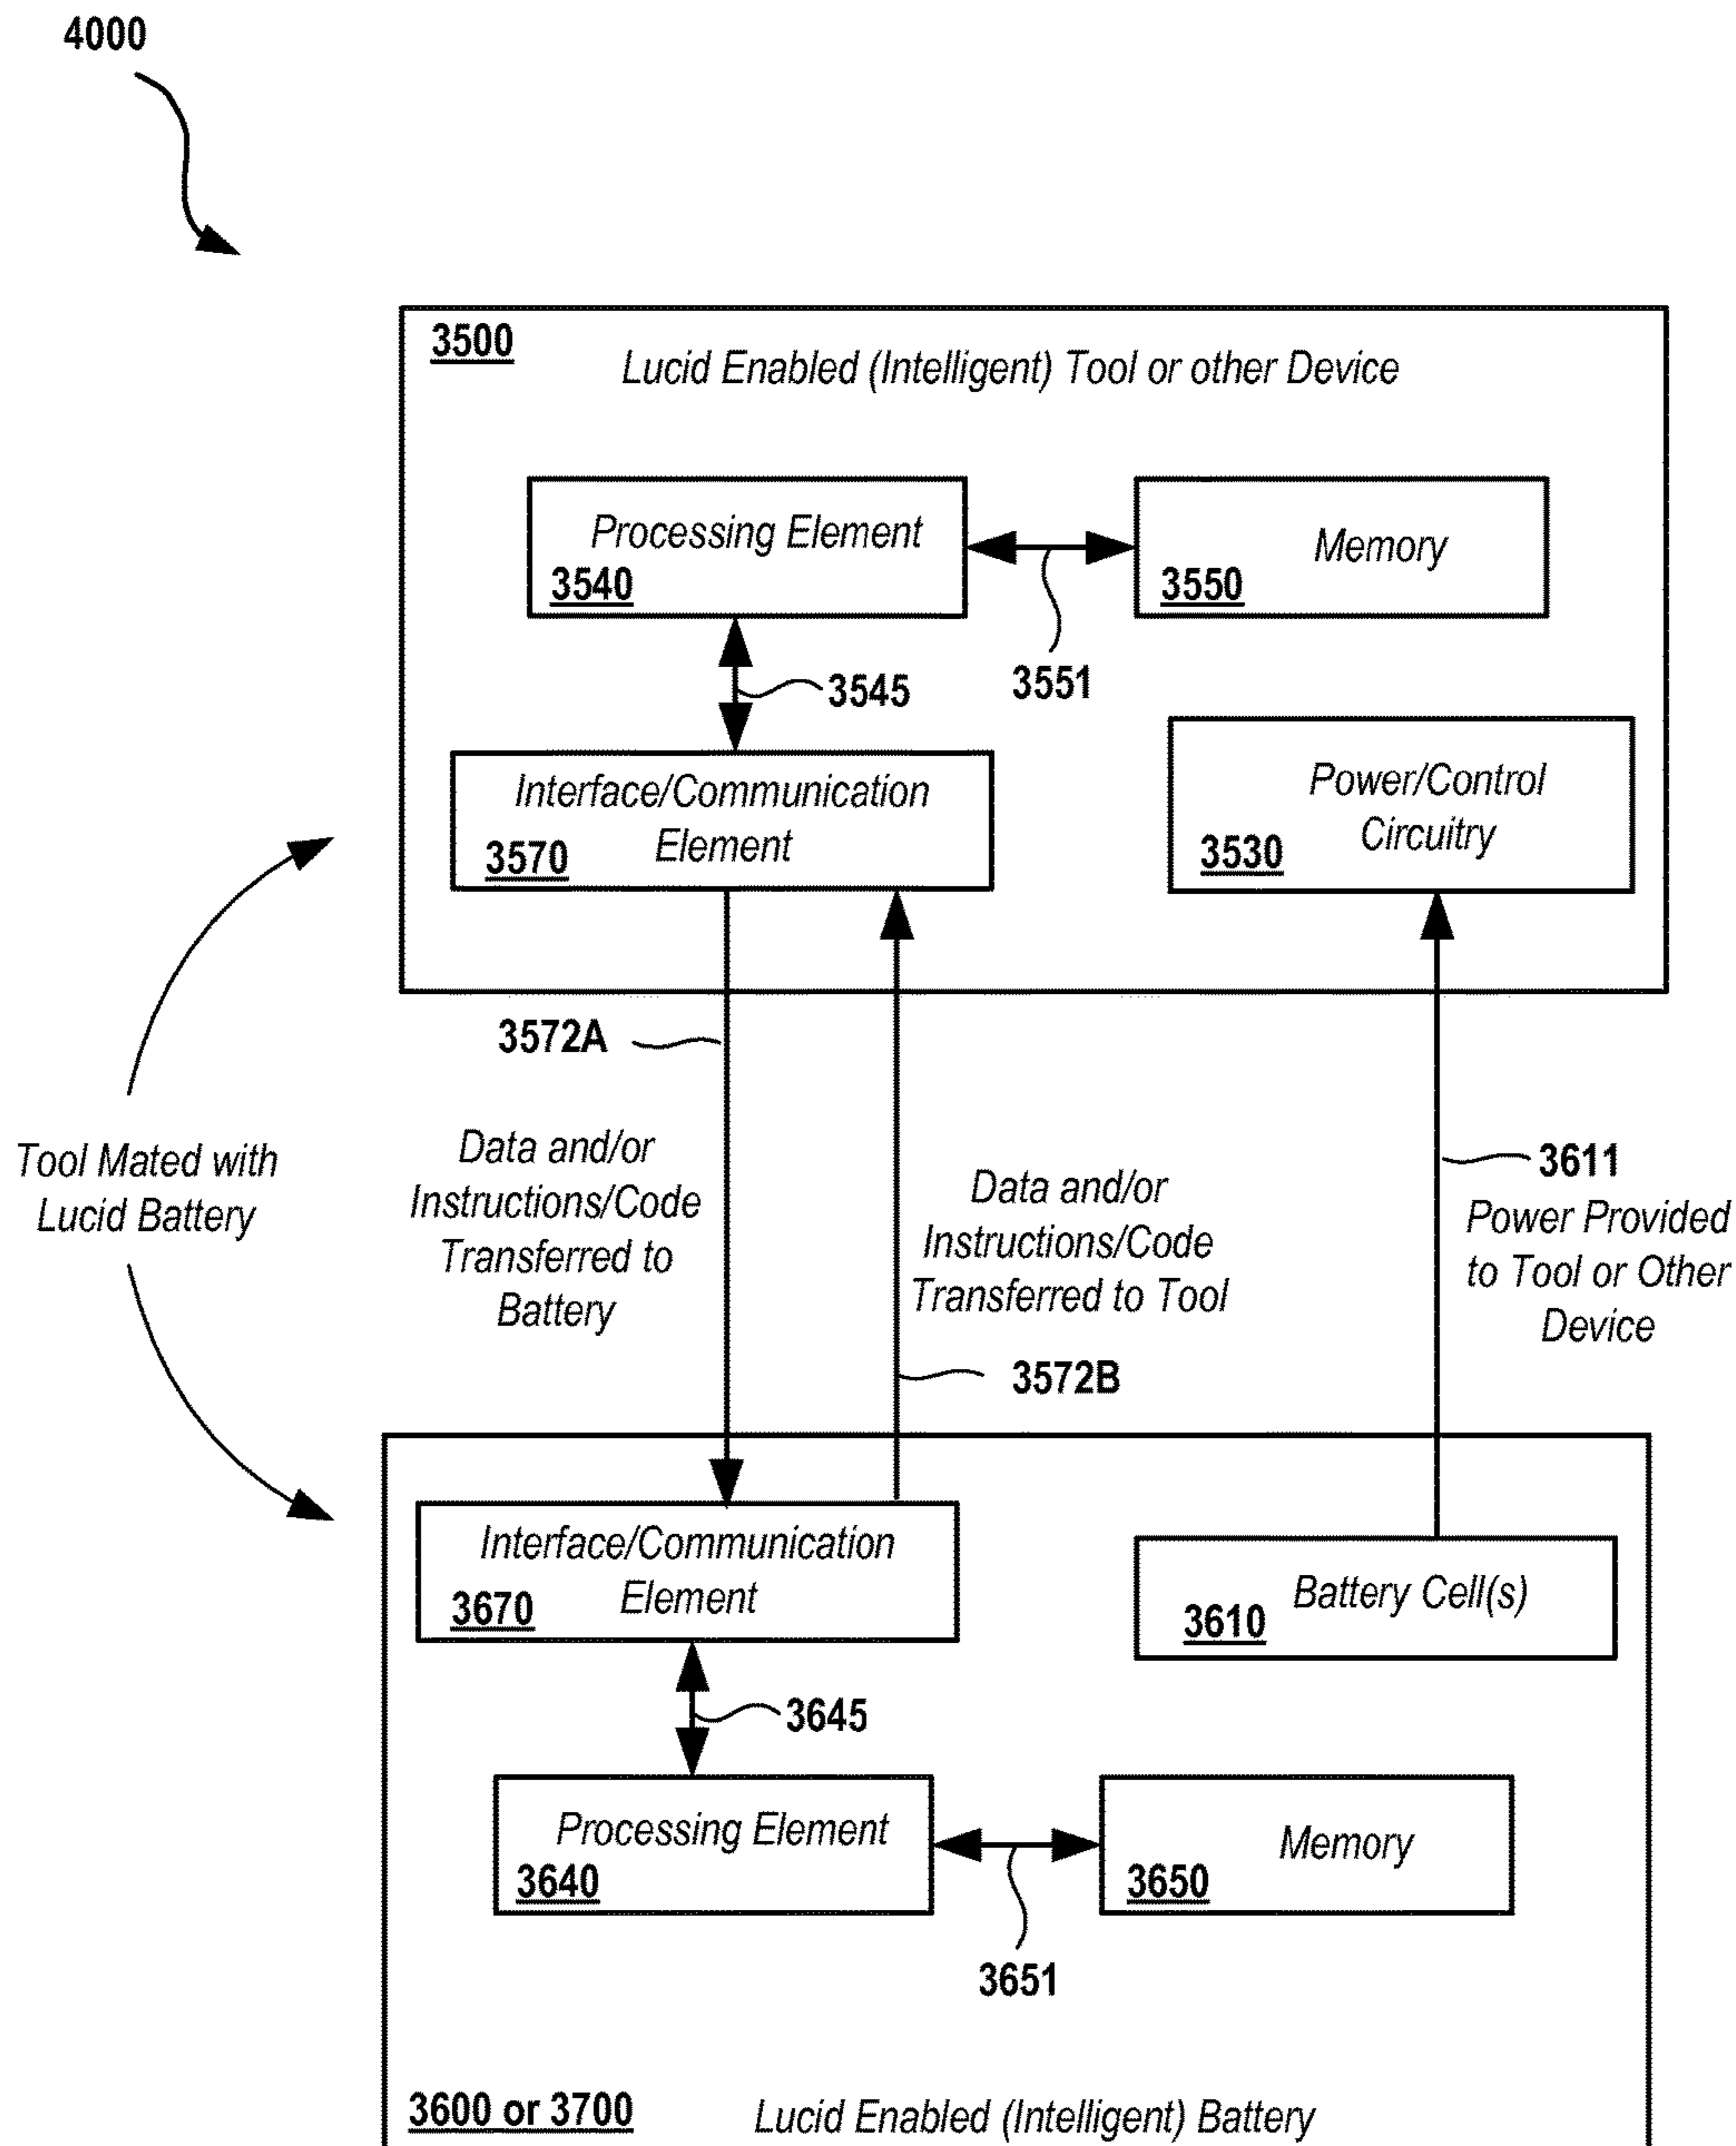 4000
3500
Lucid Enabled (Intelligent) Tool or other Device
Processing Element
3540
Memory
3550
3551
3545
Interface/Communication
Element
3570
Power/Control
Circuitry
3530
3572A
Data and/or
Instructions/Code
Transferred to
Battery
Tool Mated with
Lucid Battery
Data and/or
Instructions/Code
Transferred to Tool
3572B
3611
Power Provided
to Tool or Other
Device
Interface/Communication
Element
3670
Battery Cell(s)
3610
3645
Processing Element
3640
Memory
3650
3651
3600 or 3700
Lucid Enabled (Intelligent) Battery